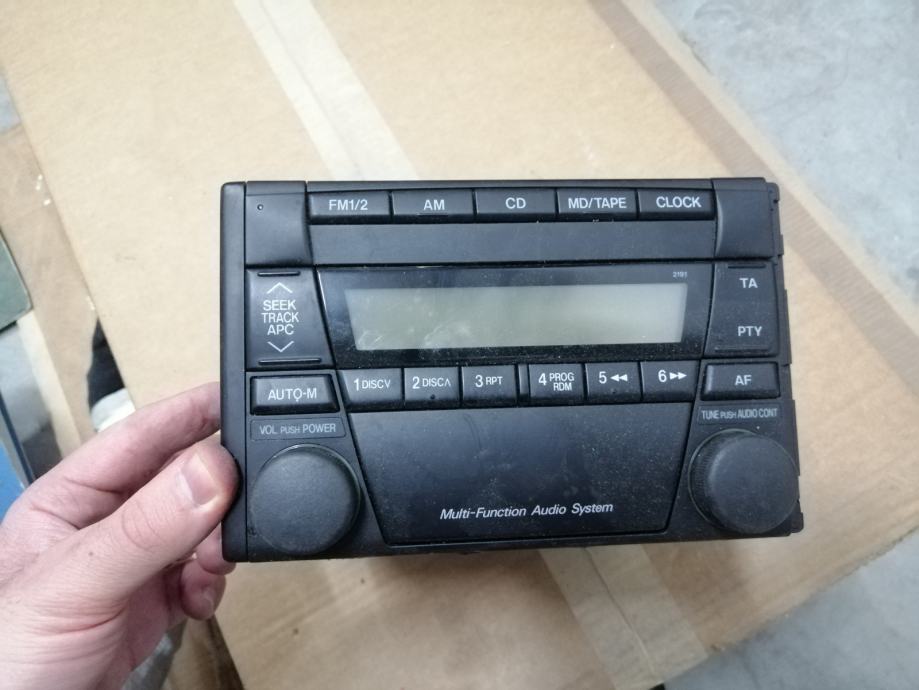 FM1/2
AM
CD
MD/TAPE
CLOCK
2191
SEEK
TRACK
APC
TA
PTY
1 DISC∨
2 DISC∧
3 RPT
4 PROG
RDM
5 ◀◀
6 ▶▶
AUTO-M
AF
VOL PUSH POWER
TUNE PUSH AUDIO CONT
Multi-Function Audio System